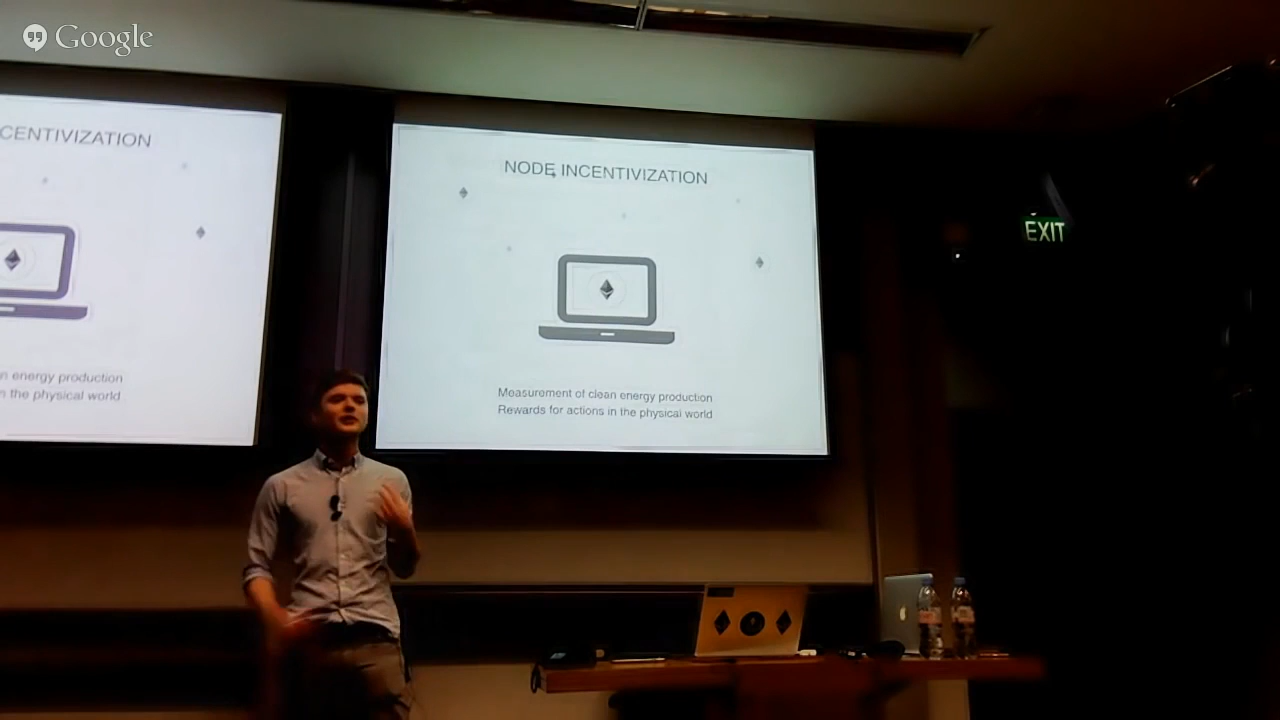 Google
CENTIVIZATION
n energy production
n the physical world
NODE INCENTIVIZATION
Measurement of clean energy production
Rewards for actions in the physical world
EXIT